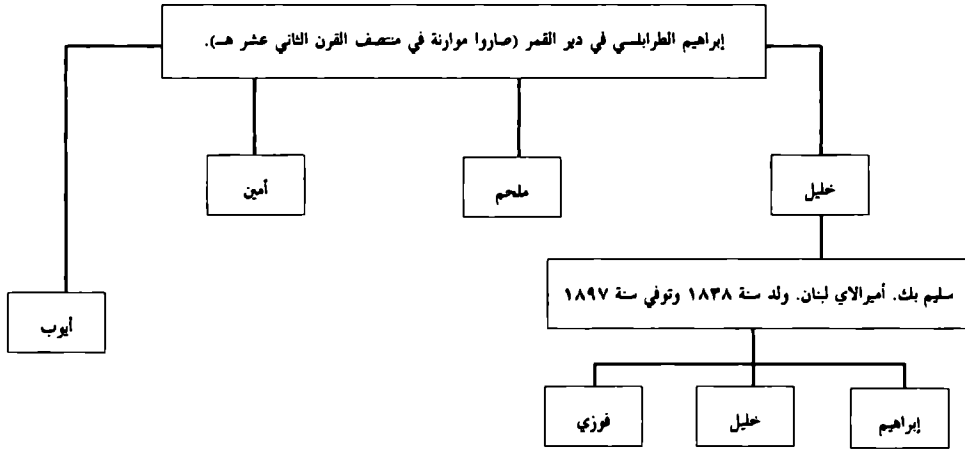 إبراهيم الطرابلسي في دير القمر (صاروا موارنة في منتصف القرن الثاني عشر هـ).
خليل
ملحم
أمين
أيوب
سليم بك. أميرالاي لبنان. ولد سنة ١٨٣٨ وتوفي سنة ١٨٩٧
إبراهيم
خليل
فوزي